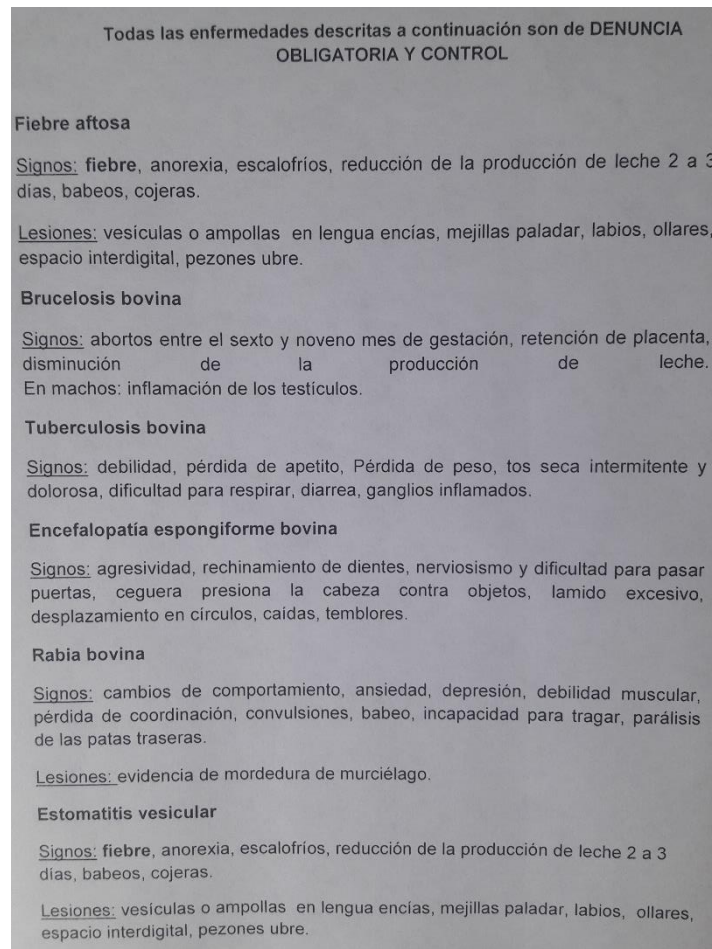 Todas las enfermedades descritas a continuación son de DENUNCIA
OBLIGATORIA Y CONTROL
Fiebre aftosa
Signos: fiebre, anorexia, escalofríos, reducción de la producción de leche 2 a 3
días, babeos, cojeras.
Lesiones: vesículas o ampollas en lengua encías, mejillas paladar, labios, ollares,
espacio interdigital, pezones ubre.
Brucelosis bovina
Signos: abortos entre el sexto y noveno mes de gestación, retención de placenta,
disminución de la producción de leche.
En machos: inflamación de los testículos.
Tuberculosis bovina
Signos: debilidad, pérdida de apetito, Pérdida de peso, tos seca intermitente y
dolorosa, dificultad para respirar, diarrea, ganglios inflamados.
Encefalopatía espongiforme bovina
Signos: agresividad, rechinamiento de dientes, nerviosismo y dificultad para pasar
puertas, ceguera presiona la cabeza contra objetos, lamido excesivo,
desplazamiento en círculos, caidas, temblores.
Rabia bovina
Signos: cambios de comportamiento, ansiedad, depresión, debilidad muscular,
pérdida de coordinación, convulsiones, babeo, incapacidad para tragar, parálisis
de las patas traseras.
Lesiones: evidencia de mordedura de murciélago.
Estomatitis vesicular
Signos: fiebre, anorexia, escalofríos, reducción de la producción de leche 2 a 3
días, babeos, cojeras.
Lesiones: vesículas o ampollas en lengua encías, mejillas paladar, labios, ollares,
espacio interdigital, pezones ubre.